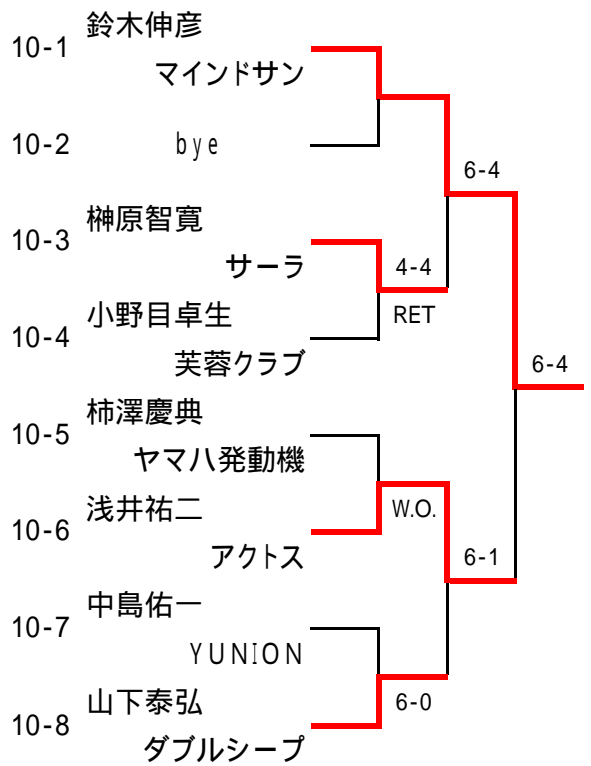 鈴木伸彦
10-1
マインドサン
10-2 bye
6-4
榊原智寛
10-3
サーラ 4-4
小野目卓生 RET
10-4
芙蓉クラブ 6-4
柿澤慶典
10-5
ヤマハ発動機
浅井祐二 W.O.
10-6
アクトス 6-1
中島佑一
10-7
YUNION
山下泰弘 6-0
10-8
ダブルシープ